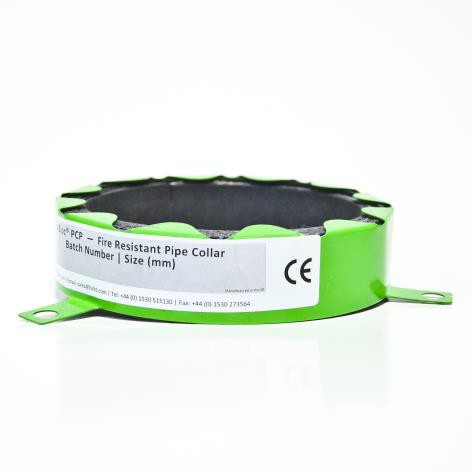 PCP — Fire Resistant Pipe Collar
Batch Number | Size (mm)
CE
Tel: +44 (0) 1530 515130 | Fax: +44 (0) 1530 273564